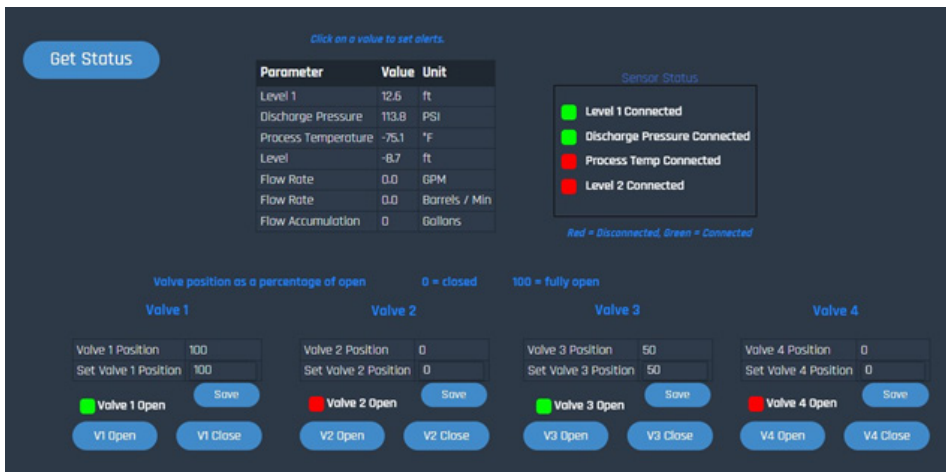 Click on a value to set alerts.
Get Status
Parameter Value Unit
Level 1 12.6 ft
Discharge Pressure 113.8 PSI
Process Temperature -75.1 °F
Level -8.7 ft
Flow Rate 0.0 GPM
Flow Rate 0.0 Barrels / Min
Flow Accumulation 0 Gallons
Sensor Status
Level 1 Connected
Discharge Pressure Connected
Process Temp Connected
Level 2 Connected
Red = Disconnected, Green = Connected
Valve position as a percentage of open 0 = closed 100 = fully open
Valve 1
Valve 1 Position 100
Set Valve 1 Position 100
Save
Valve 1 Open
V1 Open V1 Close
Valve 2
Valve 2 Position 0
Set Valve 2 Position 0
Save
Valve 2 Open
V2 Open V2 Close
Valve 3
Valve 3 Position 50
Set Valve 3 Position 50
Save
Valve 3 Open
V3 Open V3 Close
Valve 4
Valve 4 Position 0
Set Valve 4 Position 0
Save
Valve 4 Open
V4 Open V4 Close